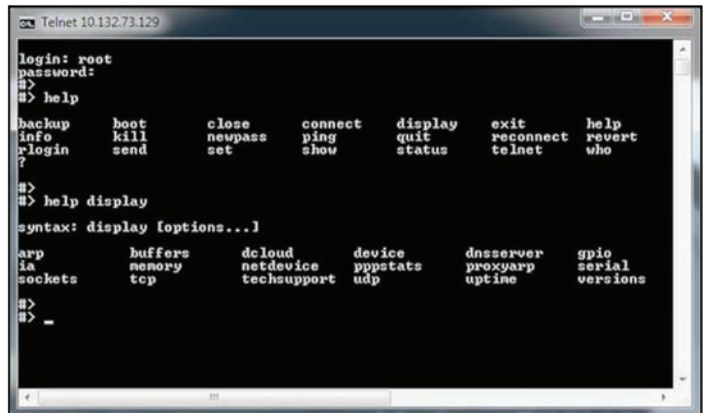 Telnet 10.132.73.129
login: root
password:
#>
#> help
backup boot close connect display exit help
info kill newpass ping quit reconnect revert
rlogin send set show status telnet who
?
#>
#> help display
syntax: display [options...]
arp buffers dcloud device dnsserver gpio
ia memory netdevice pppstats proxyarp serial
sockets tcp techsupport udp uptime versions
#>
#> _